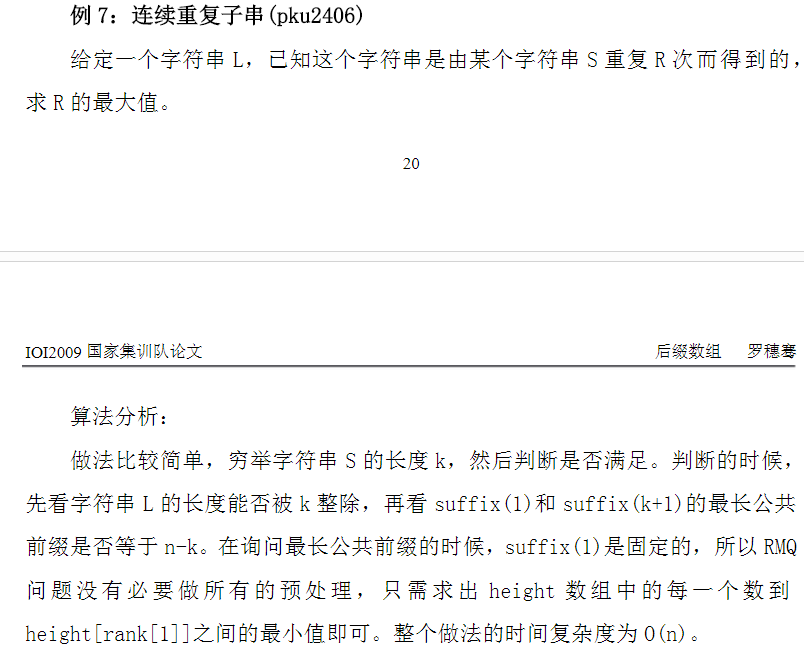 例 7：连续重复子串(pku2406)
给定一个字符串 L，已知这个字符串是由某个字符串 S 重复 R 次而得到的，
求 R 的最大值。
20
IOI2009 国家集训队论文 后缀数组 罗穗骞
算法分析：
做法比较简单，穷举字符串 S 的长度 k，然后判断是否满足。判断的时候，
先看字符串 L 的长度能否被 k 整除，再看 suffix(1)和 suffix(k+1)的最长公共
前缀是否等于 n-k。在询问最长公共前缀的时候，suffix(1)是固定的，所以 RMQ
问题没有必要做所有的预处理，只需求出 height 数组中的每一个数到
height[rank[1]]之间的最小值即可。整个做法的时间复杂度为 O(n)。